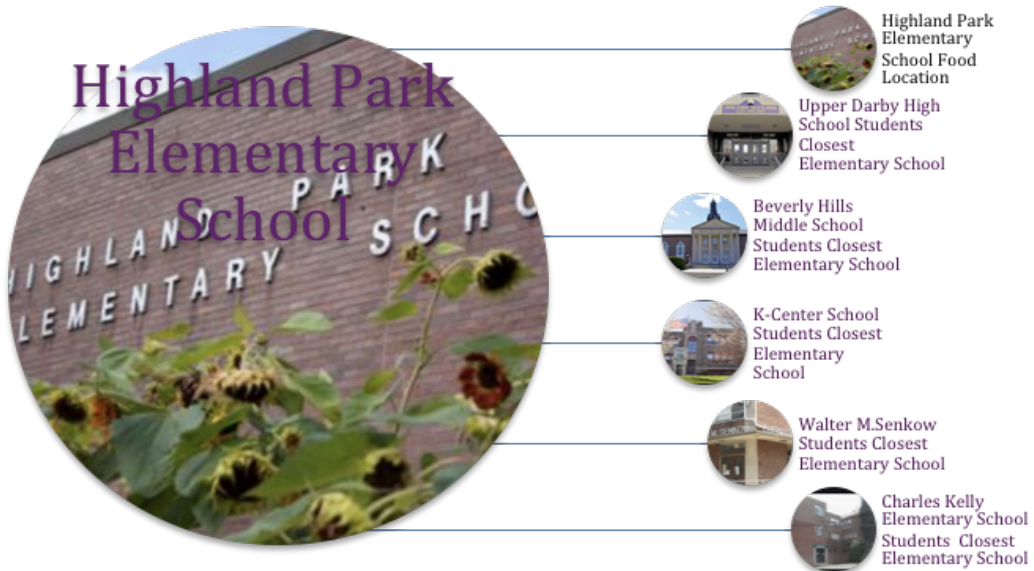 Highland Park
Elementary
School
HIGHLAND PARK
ELEMENTARY SCHO
Highland Park
Elementary
School Food
Location
Upper Darby High
School Students
Closest
Elementary School
Beverly Hills
Middle School
Students Closest
Elementary School
K-Center School
Students Closest
Elementary
School
Walter M.Senkow
Students Closest
Elementary School
Charles Kelly
Elementary School
Students Closest
Elementary School